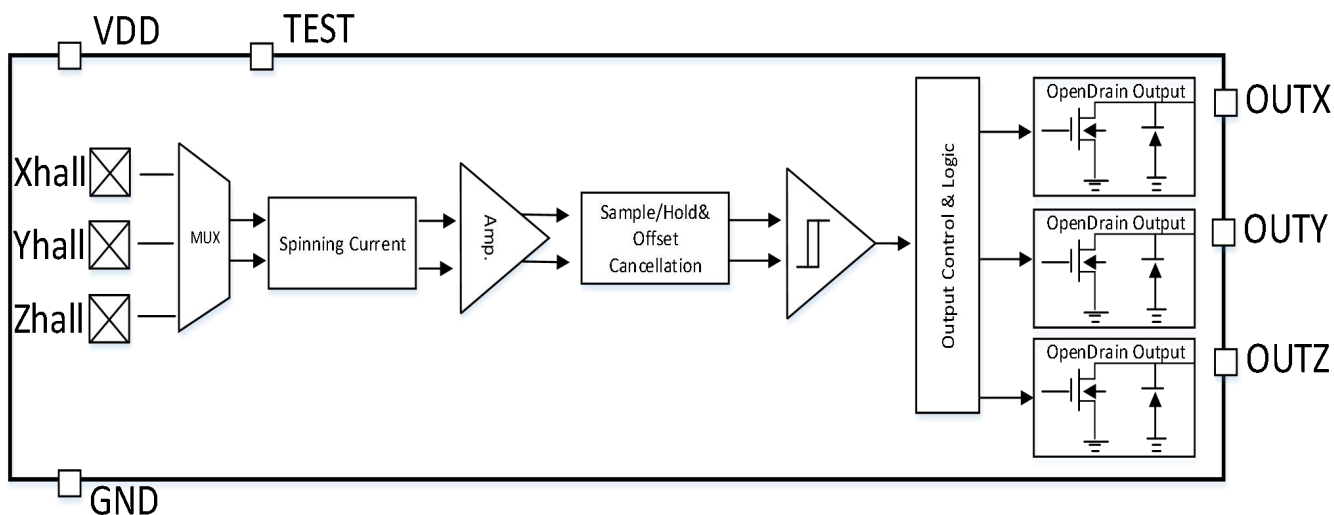 VDD
TEST
OpenDrain Output
OUTX
Xhall
Yhall
Zhall
MUX
Spinning Current
Amp.
Sample/Hold&
Offset
Cancellation
Output Control & Logic
OpenDrain Output
OUTY
OpenDrain Output
OUTZ
GND